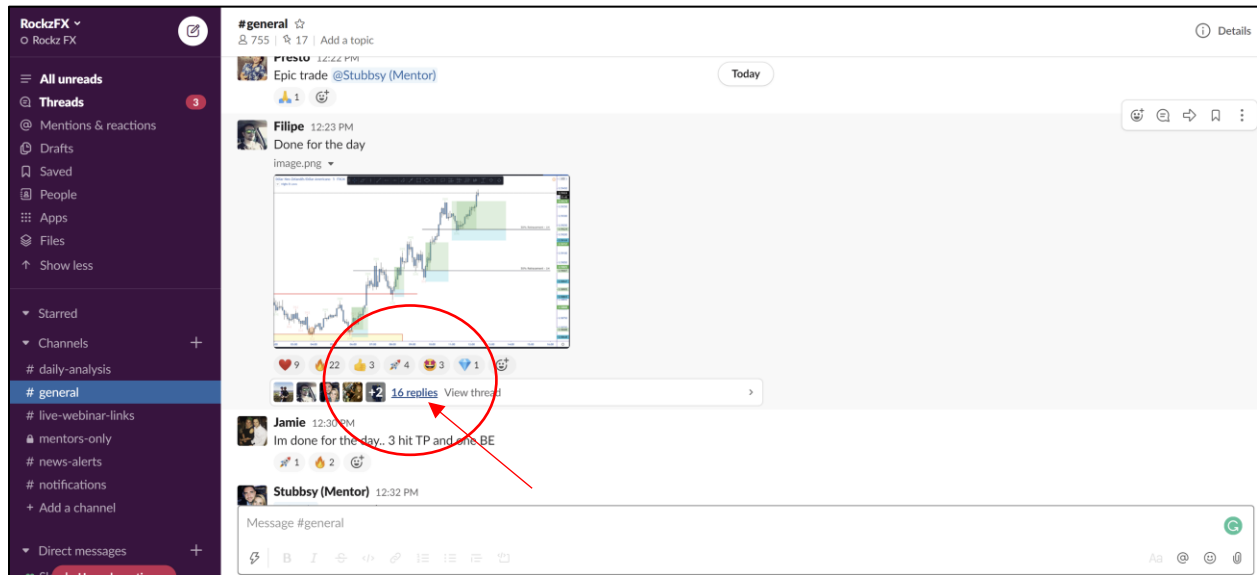 RockzFX
Rockz FX
All unreads
Threads 3
Mentions & reactions
Drafts
Saved
People
Apps
Files
Show less
Starred
Channels +
# daily-analysis
# general
# live-webinar-links
mentors-only
# news-alerts
# notifications
+ Add a channel
Direct messages +
#general
755 | 17 | Add a topic
Details
Today
Presto 12:22 PM
Epic trade @Stubbsy (Mentor)
1
Filipe 12:23 PM
Done for the day
image.png
9 22 3 4 3 1
+2 16 replies View thread
Jamie 12:30 PM
Im done for the day.. 3 hit TP and one BE
1 2
Stubbsy (Mentor) 12:32 PM
Message #general
B I S </> Aa @